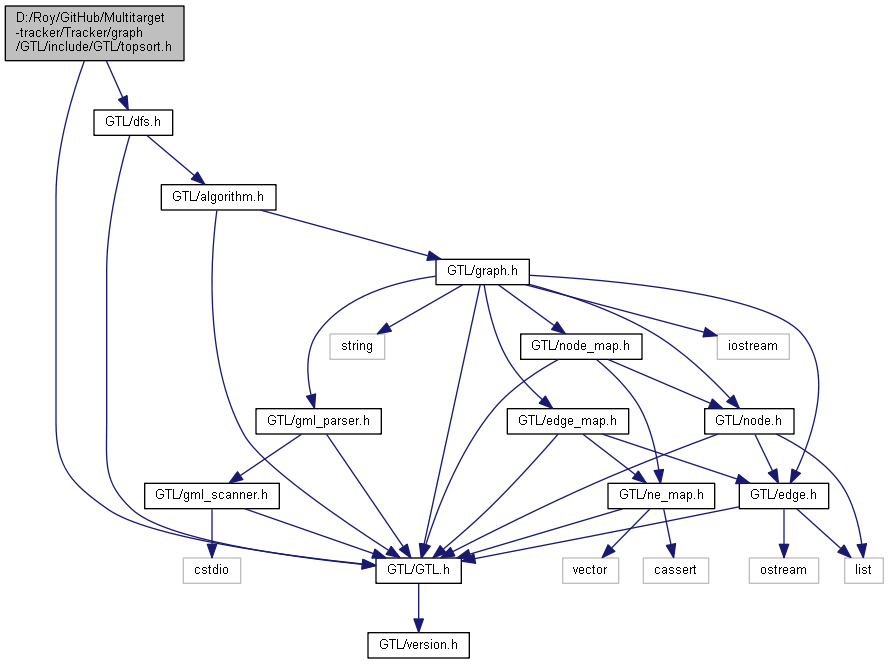 D:/Roy/GitHub/Multitarget
-tracker/Tracker/graph
/GTL/include/GTL/topsort.h
GTL/dfs.h
GTL/algorithm.h
GTL/graph.h
string
GTL/node_map.h
iostream
GTL/gml_parser.h
GTL/edge_map.h
GTL/node.h
GTL/gml_scanner.h
GTL/ne_map.h
GTL/edge.h
cstdio
GTL/GTL.h
vector
cassert
ostream
list
GTL/version.h